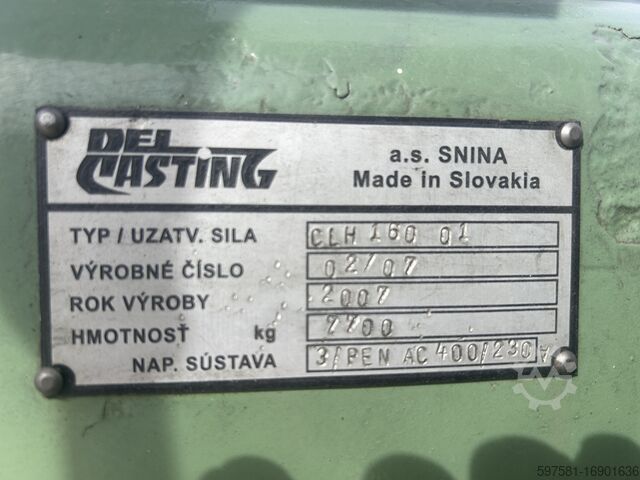 DEL CASTING
a.s. SNINA
Made in Slovakia
TYP / UZATV. SILA CLH 160 01
VÝROBNÉ ČÍSLO 02/07
ROK VÝROBY 2007
HMOTNOSŤ kg 7700
NAP. SÚSTAVA 3/PEN AC 400/230 V
597581-16901636